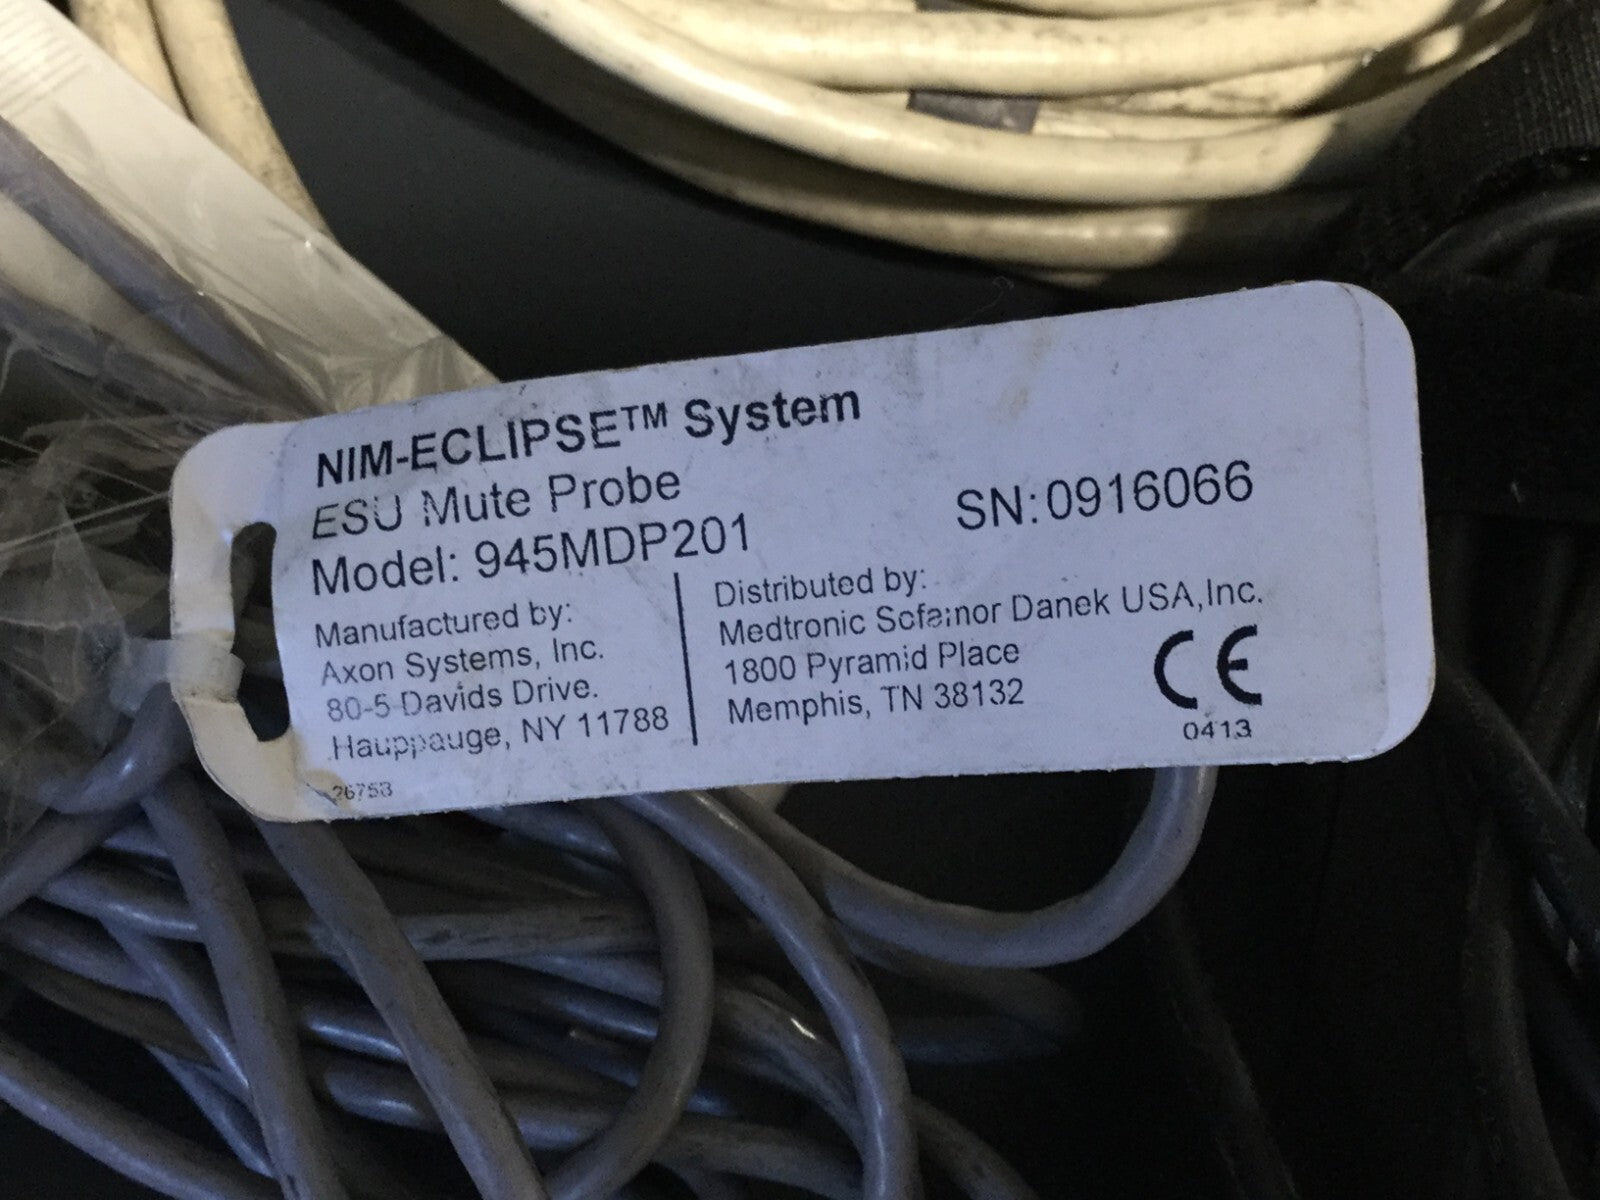 NIM-ECLIPSE™ System
ESU Mute Probe
Model: 945MDP201
SN:0916066
Manufactured by:
Axon Systems, Inc.
80-5 Davids Drive.
Hauppauge, NY 11788
Distributed by:
Medtronic Sofamor Danek USA,Inc.
1800 Pyramid Place
Memphis, TN 38132
CE
0413